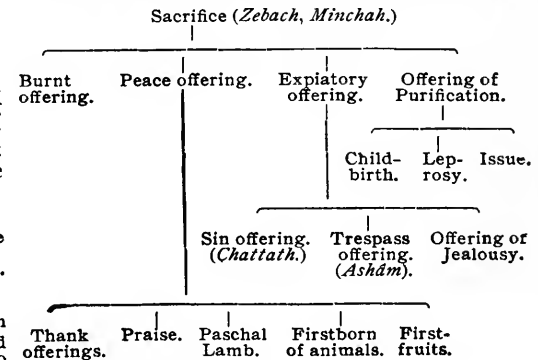 Sacrifice (Zebach, Minchah.)
Burnt offering. Peace offering. Expiatory offering. Offering of Purification.
Child-birth. Lep-rosy. Issue.
Sin offering. (Chattath.) Trespass offering. (Ashâm). Offering of Jealousy.
Thank offerings. Praise. Paschal Lamb. Firstborn of animals. First-fruits.